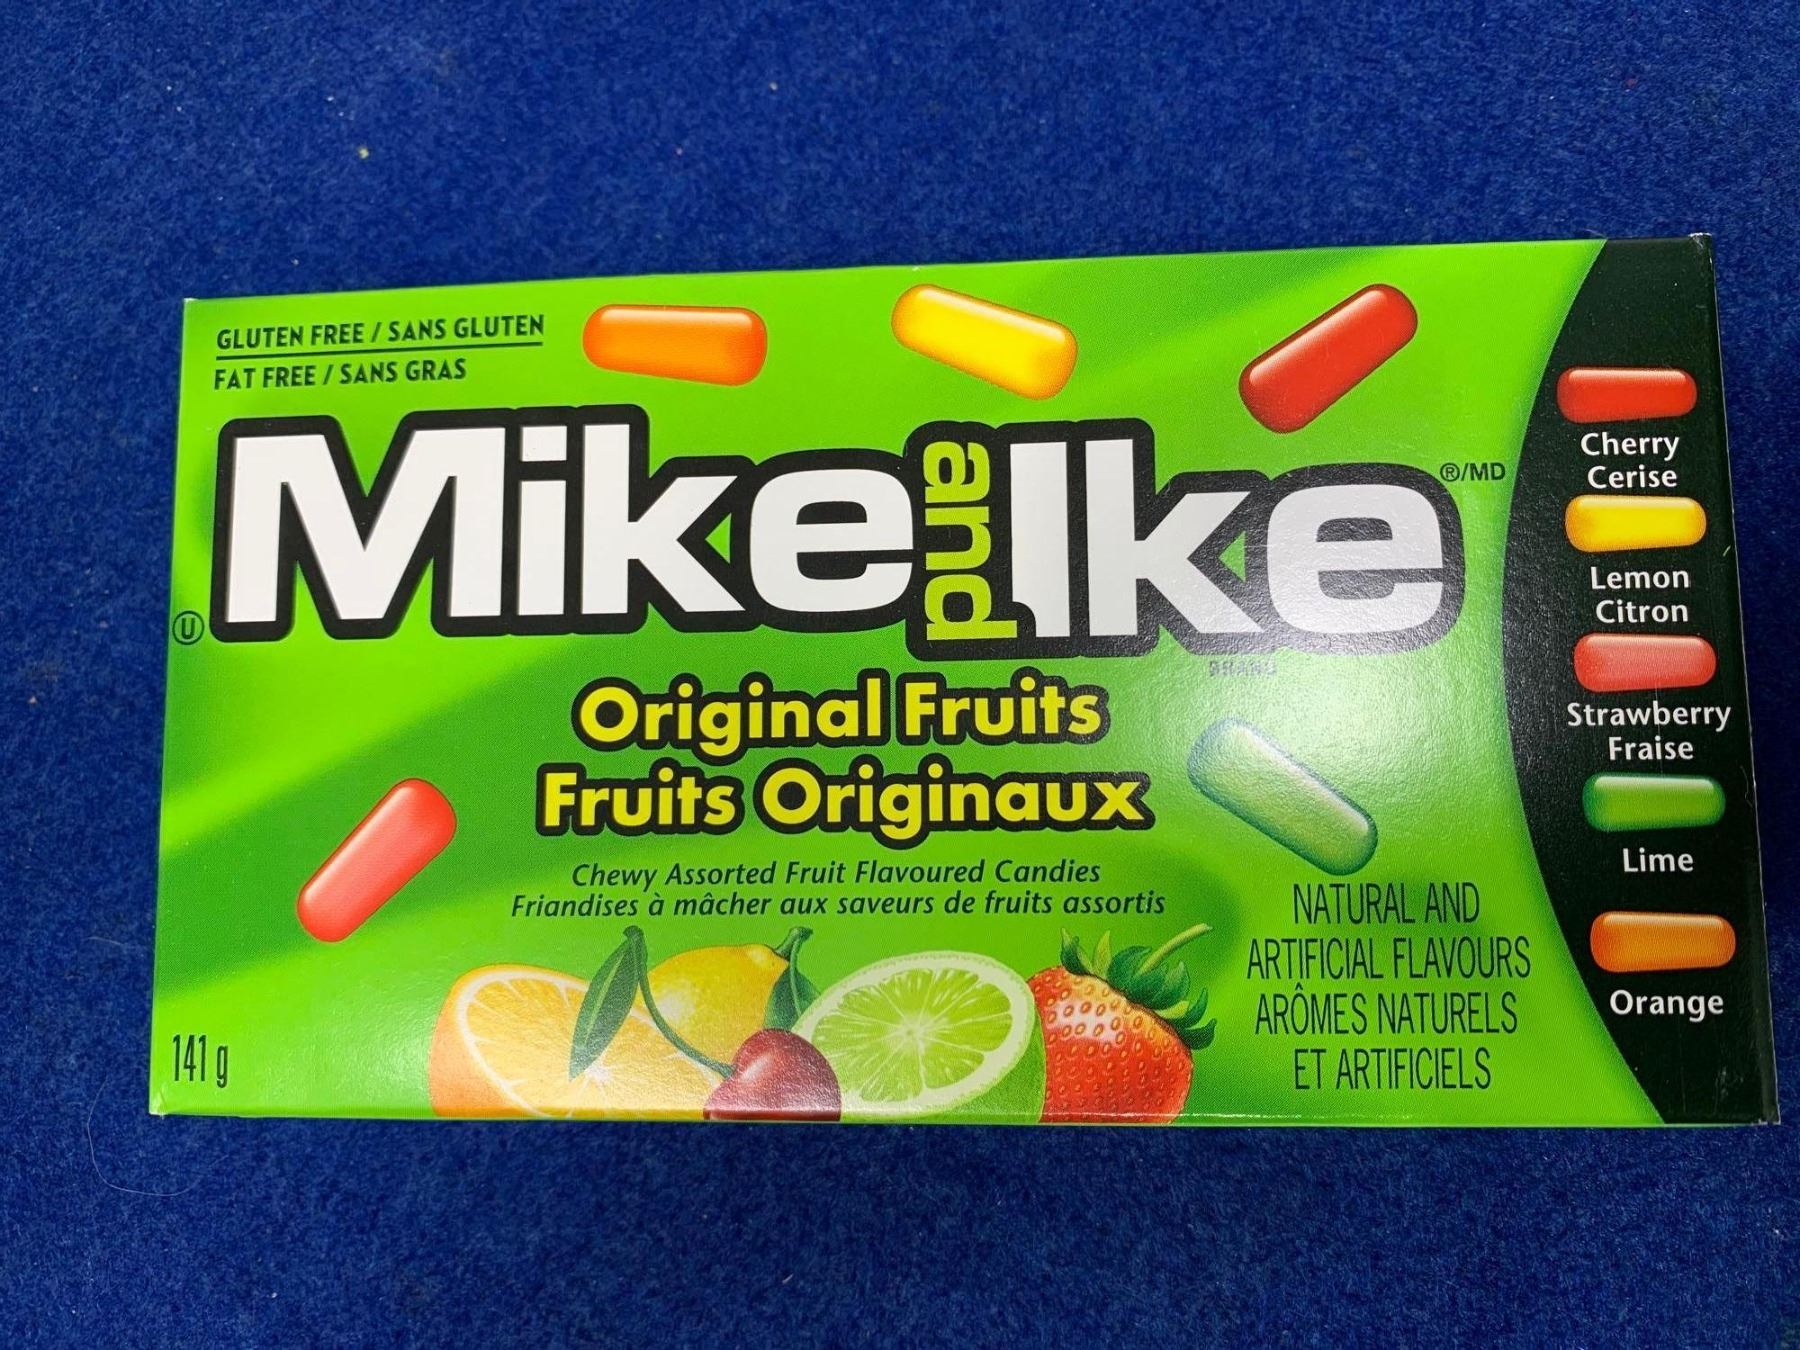 GLUTEN FREE / SANS GLUTEN
FAT FREE / SANS GRAS
Mike and Ike ®/MD
BRAND
U
Original Fruits
Fruits Originaux
Chewy Assorted Fruit Flavoured Candies
Friandises à mâcher aux saveurs de fruits assortis
NATURAL AND
ARTIFICIAL FLAVOURS
ARÔMES NATURELS
ET ARTIFICIELS
141 g
Cherry
Cerise
Lemon
Citron
Strawberry
Fraise
Lime
Orange